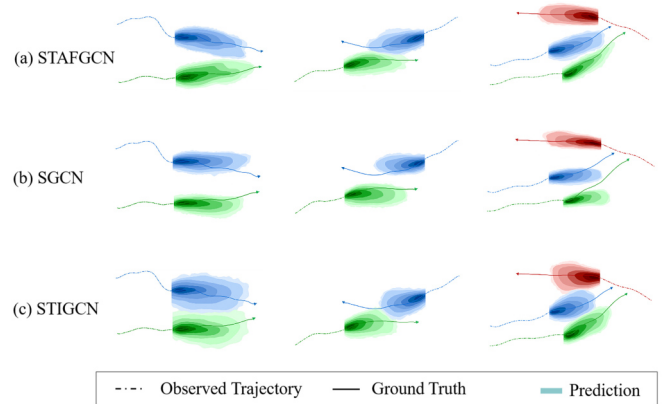 (a) STAFGCN
(b) SGCN
(c) STIGCN
Observed Trajectory
Ground Truth
Prediction